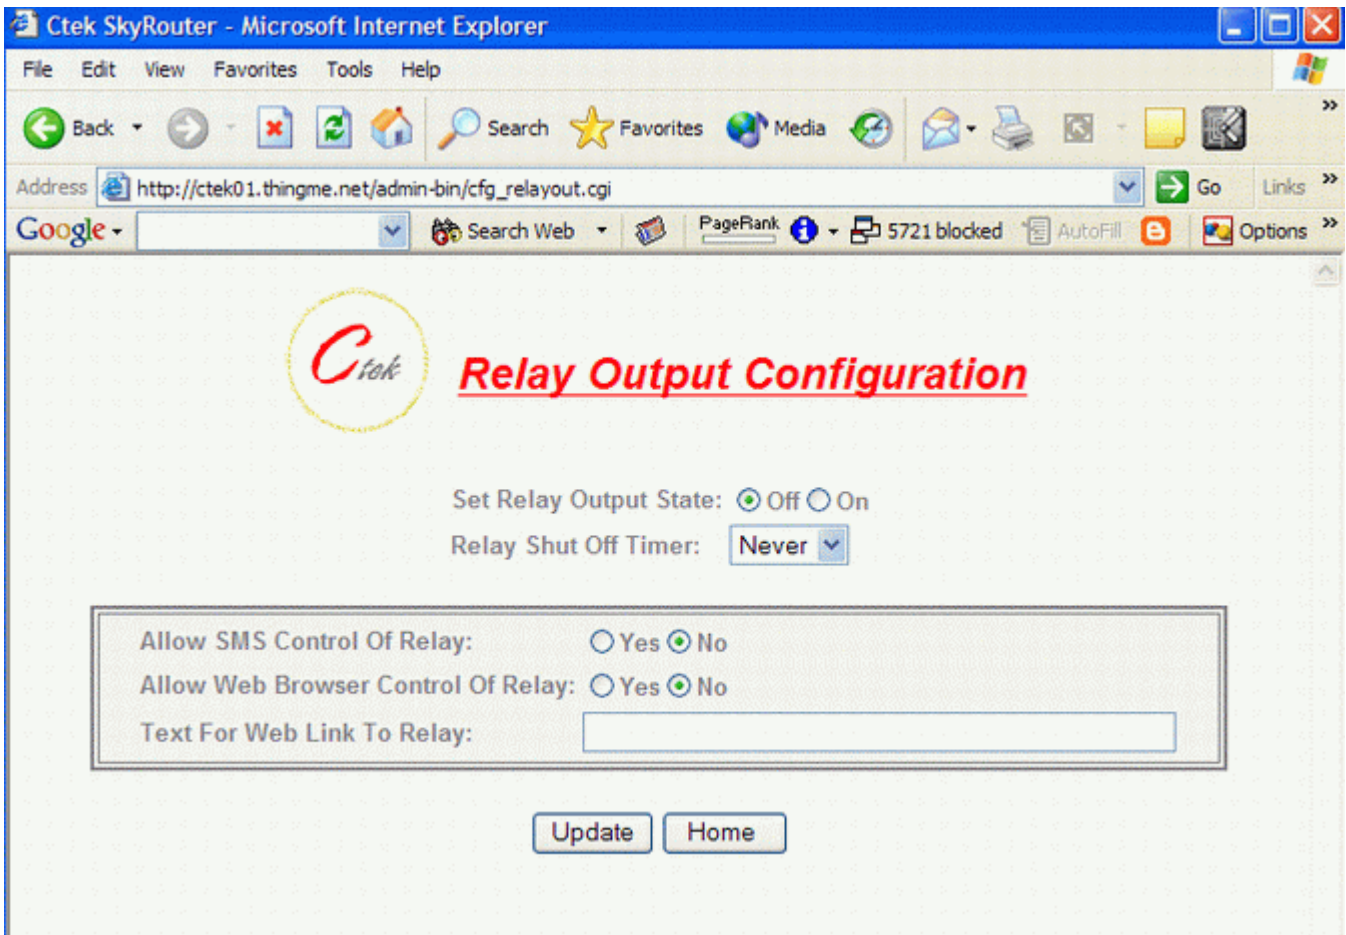 Ctek SkyRouter - Microsoft Internet Explorer
File Edit View Favorites Tools Help
Back Search Favorites Media »
Address http://ctek01.thingme.net/admin-bin/cfg_relayout.cgi Go Links »
Google Search Web PageRank 5721 blocked AutoFill Options »
Ctek
Relay Output Configuration
Set Relay Output State: Off On
Relay Shut Off Timer: Never
Allow SMS Control Of Relay: Yes No
Allow Web Browser Control Of Relay: Yes No
Text For Web Link To Relay:
Update Home